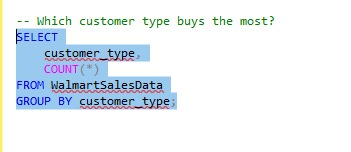 -- Which customer type buys the most?
SELECT
    customer_type,
    COUNT(*)
FROM WalmartSalesData
GROUP BY customer_type;